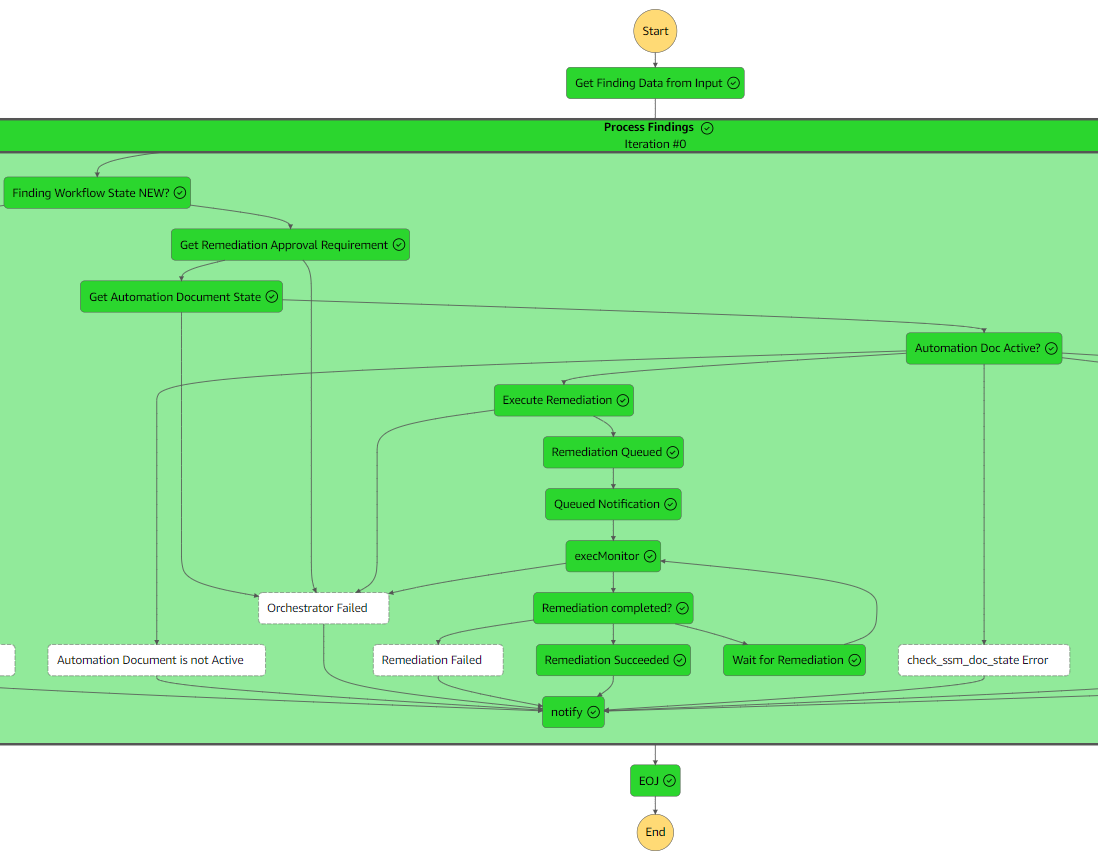 Start
Get Finding Data from Input
Process Findings
Iteration #0
Finding Workflow State NEW?
Get Remediation Approval Requirement
Get Automation Document State
Automation Doc Active?
Execute Remediation
Remediation Queued
Queued Notification
execMonitor
Orchestrator Failed
Remediation completed?
Automation Document is not Active
Remediation Failed
Remediation Succeeded
Wait for Remediation
check_ssm_doc_state Error
notify
EOJ
End